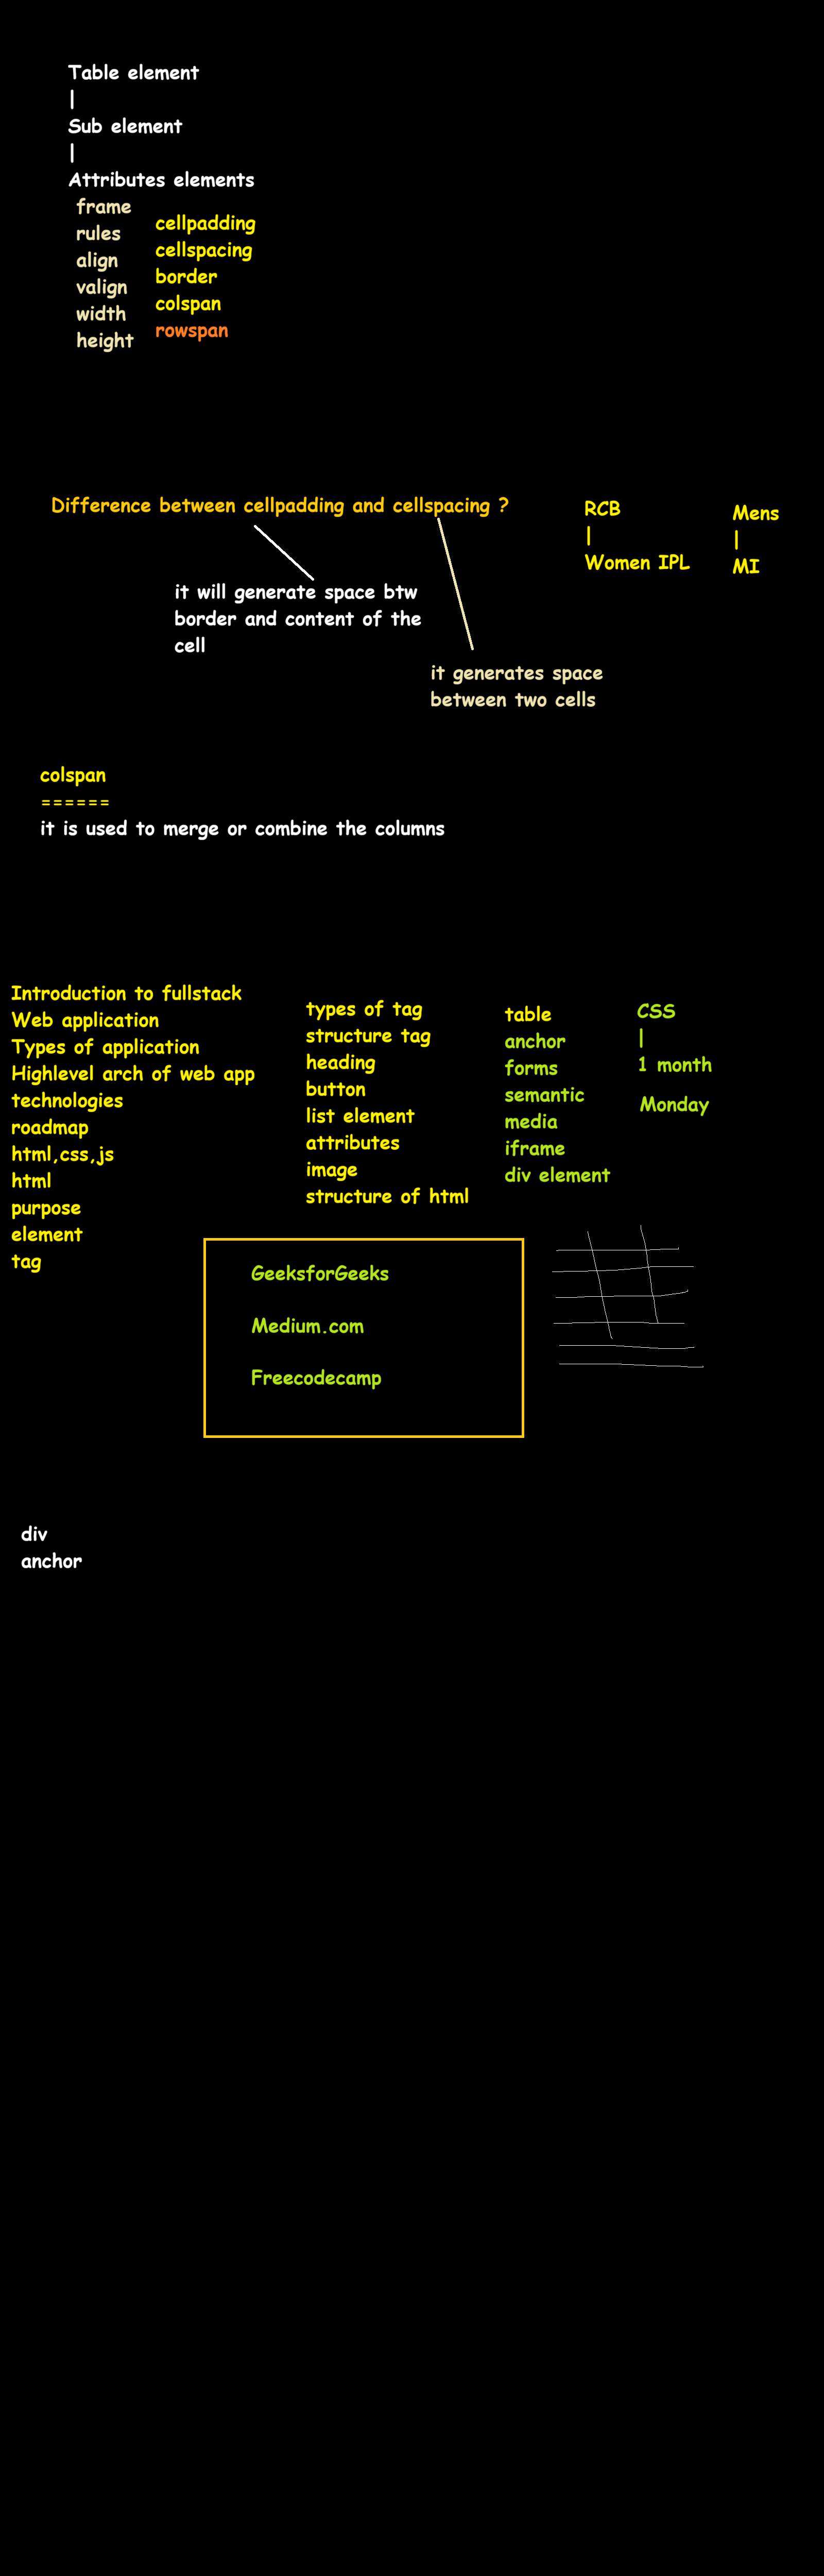 Table element
|
Sub element
|
Attributes elements
frame
rules
align
valign
width
height
cellpadding
cellspacing
border
colspan
rowspan
Difference between cellpadding and cellspacing ?
it will generate space btw
border and content of the
cell
it generates space
between two cells
RCB
|
Women IPL
Mens
|
MI
colspan
======
it is used to merge or combine the columns
Introduction to fullstack
Web application
Types of application
Highlevel arch of web app
technologies
roadmap
html,css,js
html
purpose
element
tag
types of tag
structure tag
heading
button
list element
attributes
image
structure of html
table
anchor
forms
semantic
media
iframe
div element
CSS
|
1 month
Monday
GeeksforGeeks
Medium.com
Freecodecamp
div
anchor